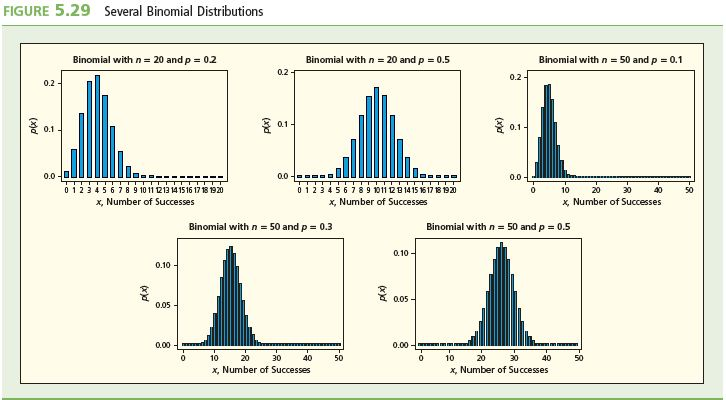 FIGURE 5.29 Several Binomial Distributions
Binomial with n = 20 and p = 0.2
p(x)
0.2
0.1
0.0
0 1 2 3 4 5 6 7 8 9 10 11 12 13 14 15 16 17 18 19 20
x, Number of Successes
Binomial with n = 20 and p = 0.5
p(x)
0.2
0.1
0.0
0 1 2 3 4 5 6 7 8 9 10 11 12 13 14 15 16 17 18 19 20
x, Number of Successes
Binomial with n = 50 and p = 0.1
p(x)
0.2
0.1
0.0
0 10 20 30 40 50
x, Number of Successes
Binomial with n = 50 and p = 0.3
p(x)
0.10
0.05
0.00
0 10 20 30 40 50
x, Number of Successes
Binomial with n = 50 and p = 0.5
p(x)
0.10
0.05
0.00
0 10 20 30 40 50
x, Number of Successes